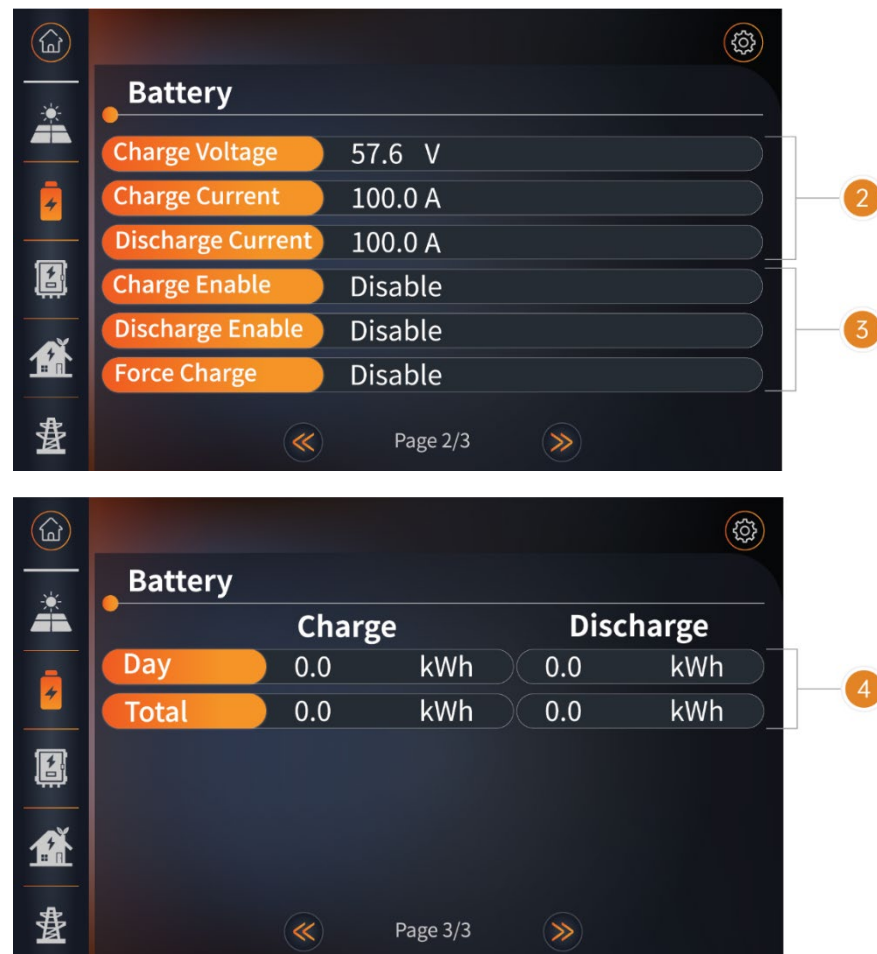 Battery
Charge Voltage 57.6 V
Charge Current 100.0 A
2
Discharge Current 100.0 A
Charge Enable Disable
Discharge Enable Disable
3
Force Charge Disable
Page 2/3
Battery
Charge Discharge
Day 0.0 kWh 0.0 kWh
4
Total 0.0 kWh 0.0 kWh
Page 3/3